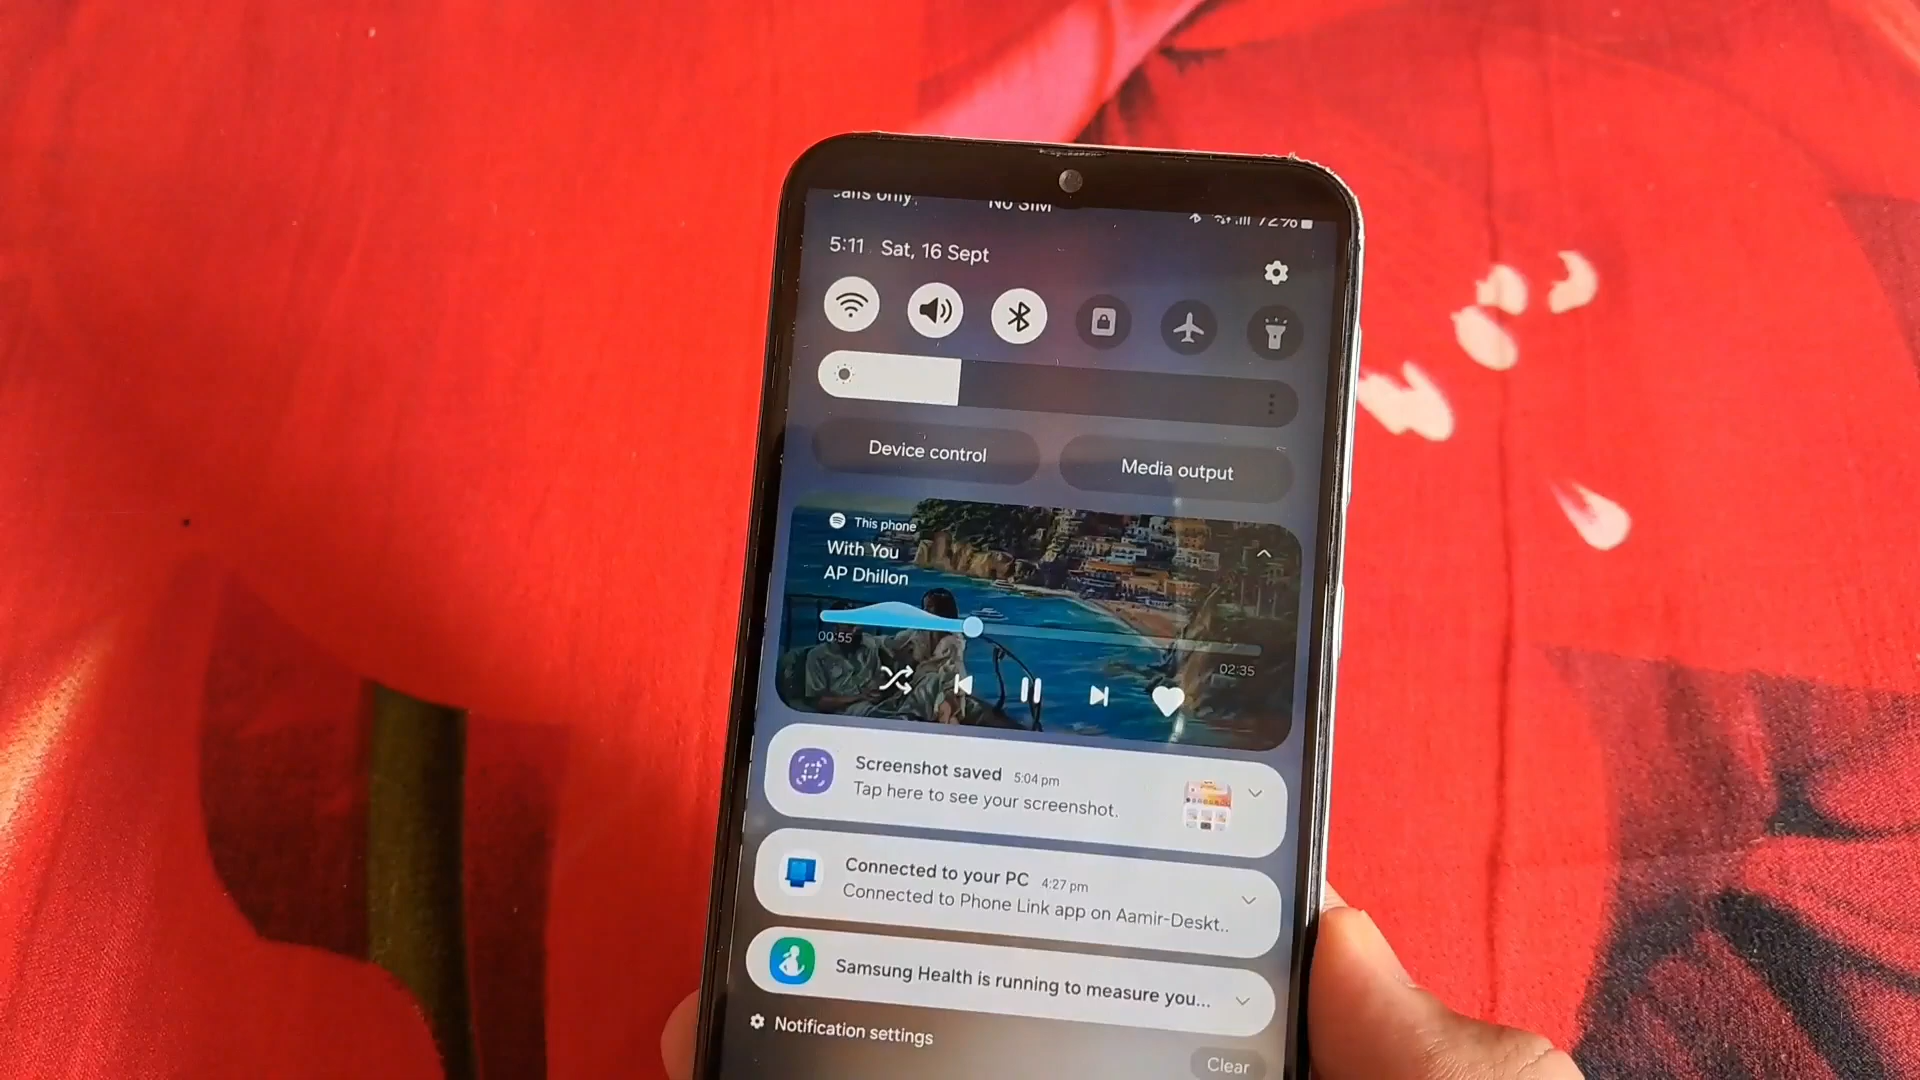 Calls only. No SIM 72%
5:11 Sat, 16 Sept
Device control Media output
This phone
With You
AP Dhillon
00:55 02:35
Screenshot saved 5:04 pm
Tap here to see your screenshot.
Connected to your PC 4:27 pm
Connected to Phone Link app on Aamir-Deskt..
Samsung Health is running to measure you...
Notification settings
Clear